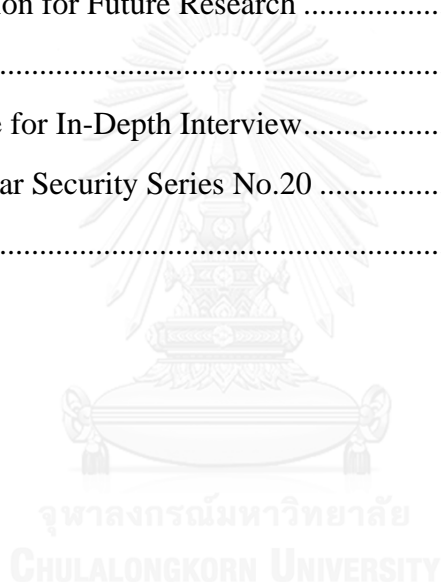 on for Future Research ................
.............................................
e for In-Depth Interview................
ar Security Series No.20 ...............
.............................................
จุฬาลงกรณ์มหาวิทยาลัย
CHULALONGKORN UNIVERSITY